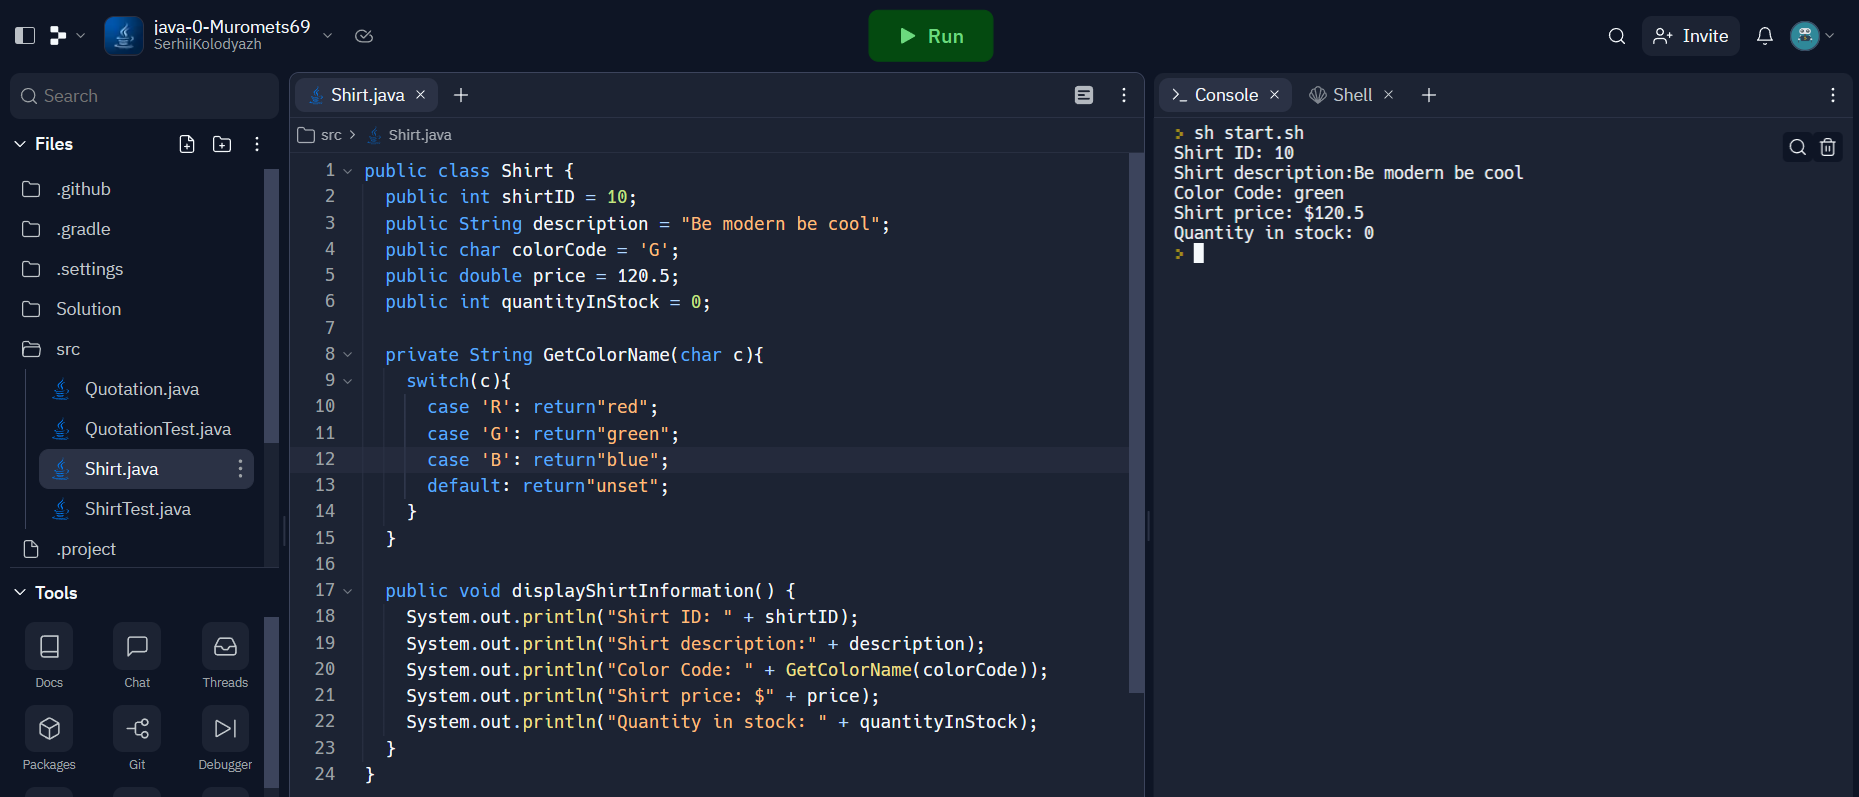 java-0-Muromets69
SerhiiKolodyazh
Run
Invite
Search
Files
.github
.gradle
.settings
Solution
src
Quotation.java
QuotationTest.java
Shirt.java
ShirtTest.java
.project
Tools
Docs
Chat
Threads
Packages
Git
Debugger
Shirt.java
src > Shirt.java
1 public class Shirt {
2 public int shirtID = 10;
3 public String description = "Be modern be cool";
4 public char colorCode = 'G';
5 public double price = 120.5;
6 public int quantityInStock = 0;
7
8 private String GetColorName(char c){
9 switch(c){
10 case 'R': return"red";
11 case 'G': return"green";
12 case 'B': return"blue";
13 default: return"unset";
14 }
15 }
16
17 public void displayShirtInformation() {
18 System.out.println("Shirt ID: " + shirtID);
19 System.out.println("Shirt description:" + description);
20 System.out.println("Color Code: " + GetColorName(colorCode));
21 System.out.println("Shirt price: $" + price);
22 System.out.println("Quantity in stock: " + quantityInStock);
23 }
24 }
Console
Shell
> sh start.sh
Shirt ID: 10
Shirt description:Be modern be cool
Color Code: green
Shirt price: $120.5
Quantity in stock: 0
>